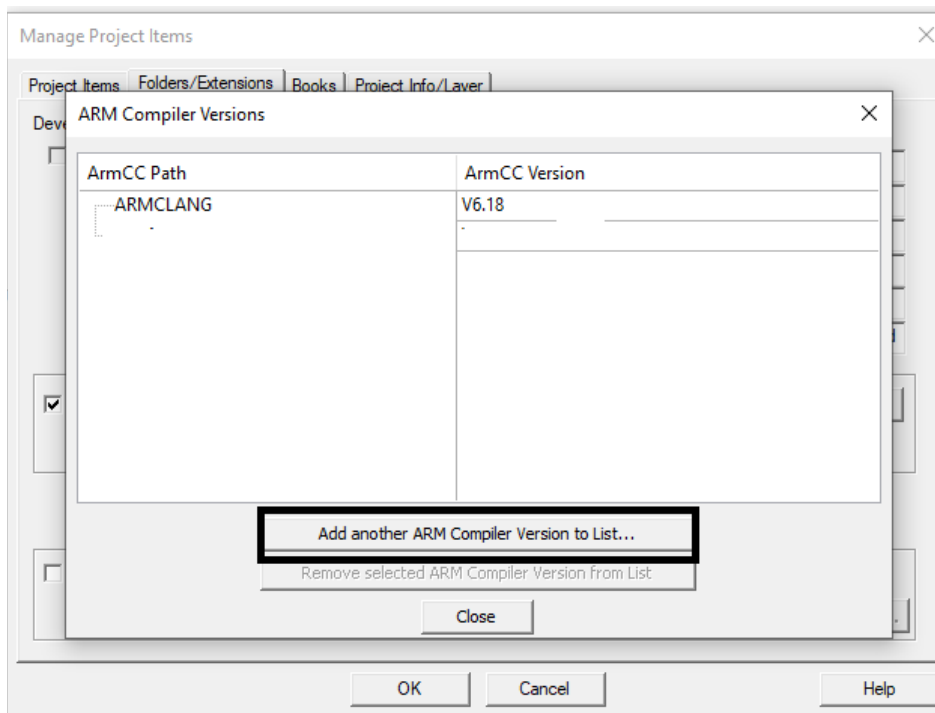 Manage Project Items
Project Items Folders/Extensions Books Project Info/Layer
ARM Compiler Versions
Deve
ArmCC Path ArmCC Version
ARMCLANG V6.18
- -
Add another ARM Compiler Version to List...
Remove selected ARM Compiler Version from List
Close
OK Cancel Help